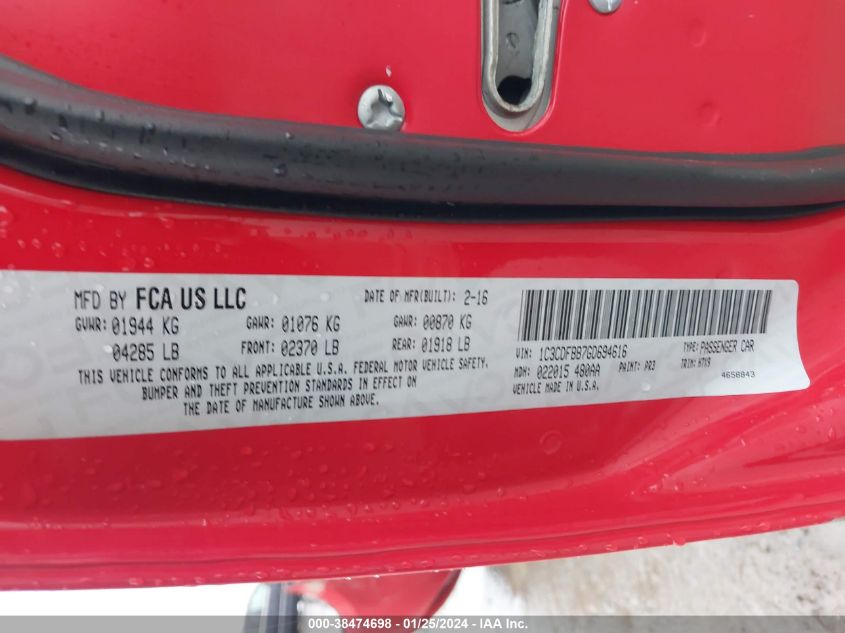 MFD BY FCA US LLC DATE OF MFR(BUILT): 2-16
GVWR: 01944 KG GAWR: 01076 KG GAWR: 00870 KG
04285 LB FRONT: 02370 LB REAR: 01918 LB
THIS VEHICLE CONFORMS TO ALL APPLICABLE U.S.A. FEDERAL MOTOR VEHICLE SAFETY,
BUMPER AND THEFT PREVENTION STANDARDS IN EFFECT ON
THE DATE OF MANUFACTURE SHOWN ABOVE.
VIN: 1C3CDFBB7GD694616 TYPE: PASSENGER CAR
MDH: 022015 480AA PAINT: PR3 TRIM: H7X9
VEHICLE MADE IN U.S.A. 4658843
000-38474698 - 01/25/2024 - IAA Inc.